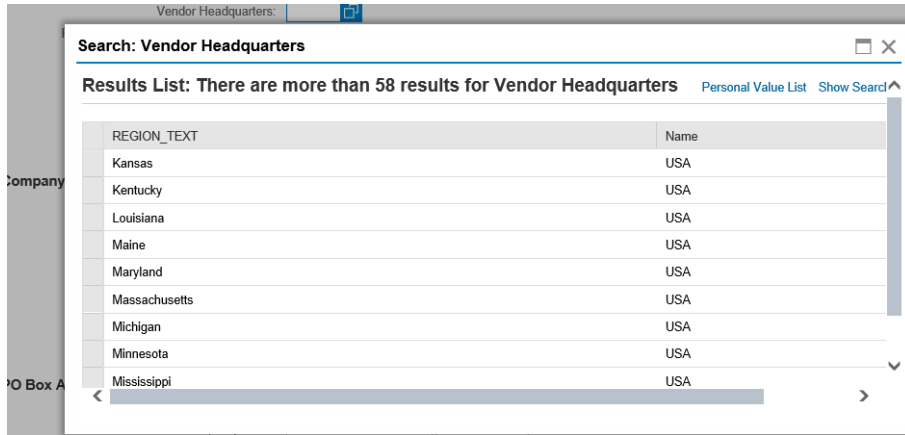 Vendor Headquarters:
Search: Vendor Headquarters
Results List: There are more than 58 results for Vendor Headquarters Personal Value List Show Search
REGION_TEXT Name
Kansas USA
Company
Kentucky USA
Louisiana USA
Maine USA
Maryland USA
Massachusetts USA
Michigan USA
Minnesota USA
Mississippi USA
PO Box A